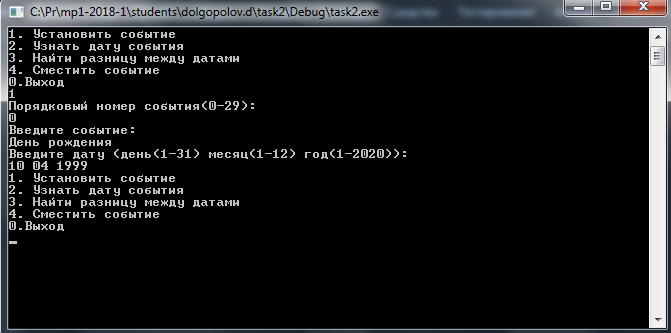 C:\Pr\mp1-2018-1\students\dolgopolov.d\task2\Debug\task2.exe
1. Установить событие
2. Узнать дату события
3. Найти разницу между датами
4. Сместить событие
0.Выход
1
Порядковый номер события(0-29):
0
Введите событие:
День рождения
Введите дату (день(1-31) месяц(1-12) год(1-2020)):
10 04 1999
1. Установить событие
2. Узнать дату события
3. Найти разницу между датами
4. Сместить событие
0.Выход